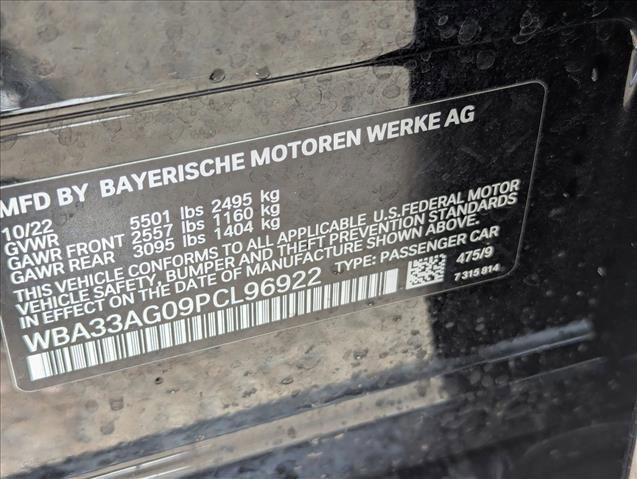 MFD BY BAYERISCHE MOTOREN WERKE AG
10/22 5501 lbs 2495 kg
GVWR 2557 lbs 1160 kg
GAWR FRONT 3095 lbs 1404 kg
GAWR REAR
THIS VEHICLE CONFORMS TO ALL APPLICABLE U.S.FEDERAL MOTOR
VEHICLE SAFETY, BUMPER AND THEFT PREVENTION STANDARDS
IN EFFECT ON THE DATE OF MANUFACTURE SHOWN ABOVE.
WBA33AG09PCL96922 TYPE: PASSENGER CAR
475/9
7 315 814